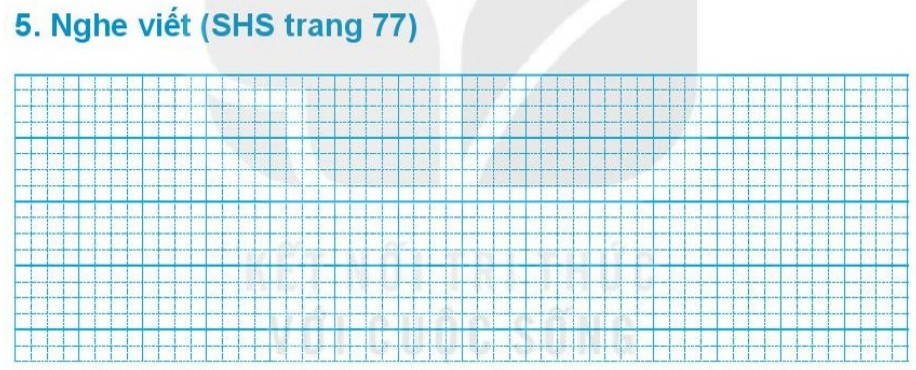 5. Nghe viết (SHS trang 77)
KẾT NỐI TRI THỨC
VỚI CUỘC SỐNG